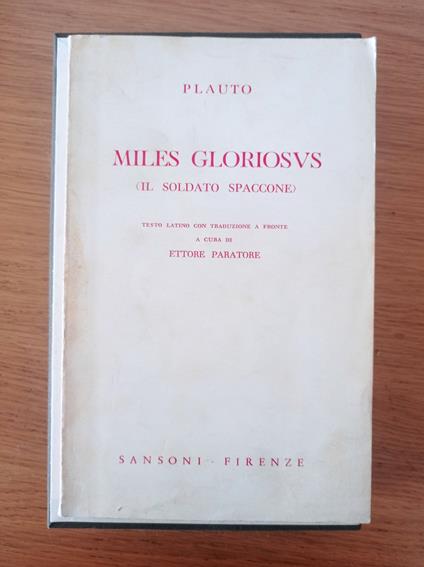 PLAUTO
MILES GLORIOSVS
(IL SOLDATO SPACCONE)
TESTO LATINO CON TRADUZIONE A FRONTE
A CURA DI
ETTORE PARATORE
SANSONI - FIRENZE